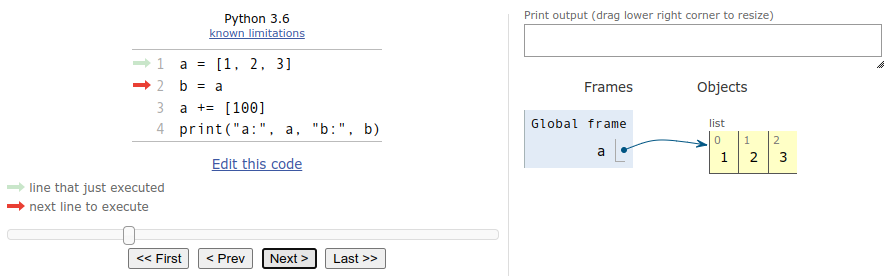 Python 3.6
known limitations
1 a = [1, 2, 3]
2 b = a
3 a += [100]
4 print("a:", a, "b:", b)
Edit this code
line that just executed
next line to execute
<< First < Prev Next > Last >>
Print output (drag lower right corner to resize)
Frames Objects
Global frame
a
list
0 1 2
1 2 3